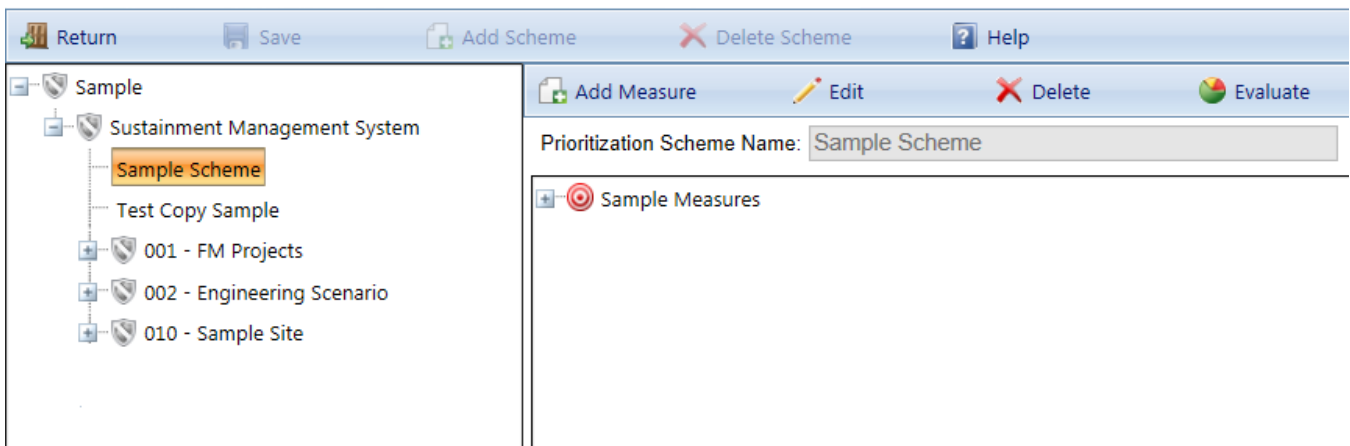 Return Save Add Scheme Delete Scheme Help
Sample
Sustainment Management System
Sample Scheme
Test Copy Sample
001 - FM Projects
002 - Engineering Scenario
010 - Sample Site
Add Measure Edit Delete Evaluate
Prioritization Scheme Name: Sample Scheme
Sample Measures